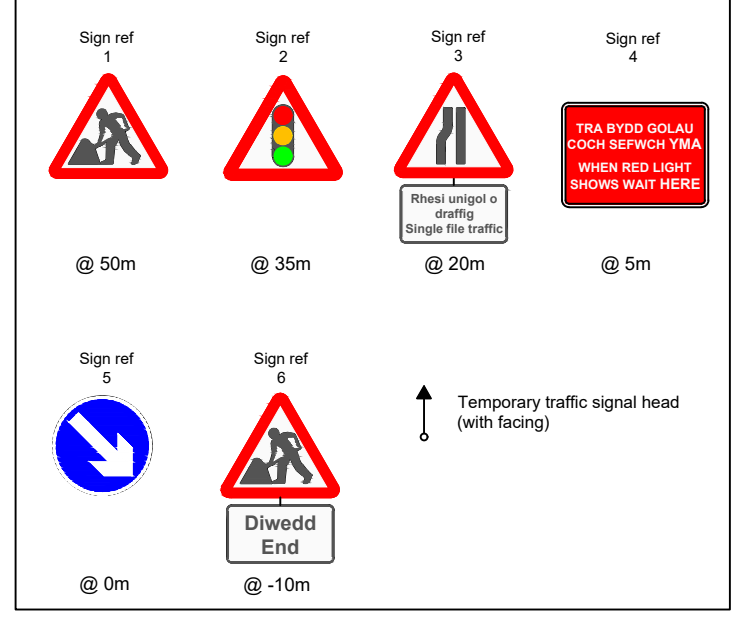 Sign ref
1
Sign ref
2
Sign ref
3
Sign ref
4
TRA BYDD GOLAU
COCH SEFWCH YMA
WHEN RED LIGHT
SHOWS WAIT HERE
Rhesi unigol o
draffig
Single file traffic
@ 50m
@ 35m
@ 20m
@ 5m
Sign ref
5
Sign ref
6
Temporary traffic signal head
(with facing)
Diwedd
End
@ 0m
@ -10m